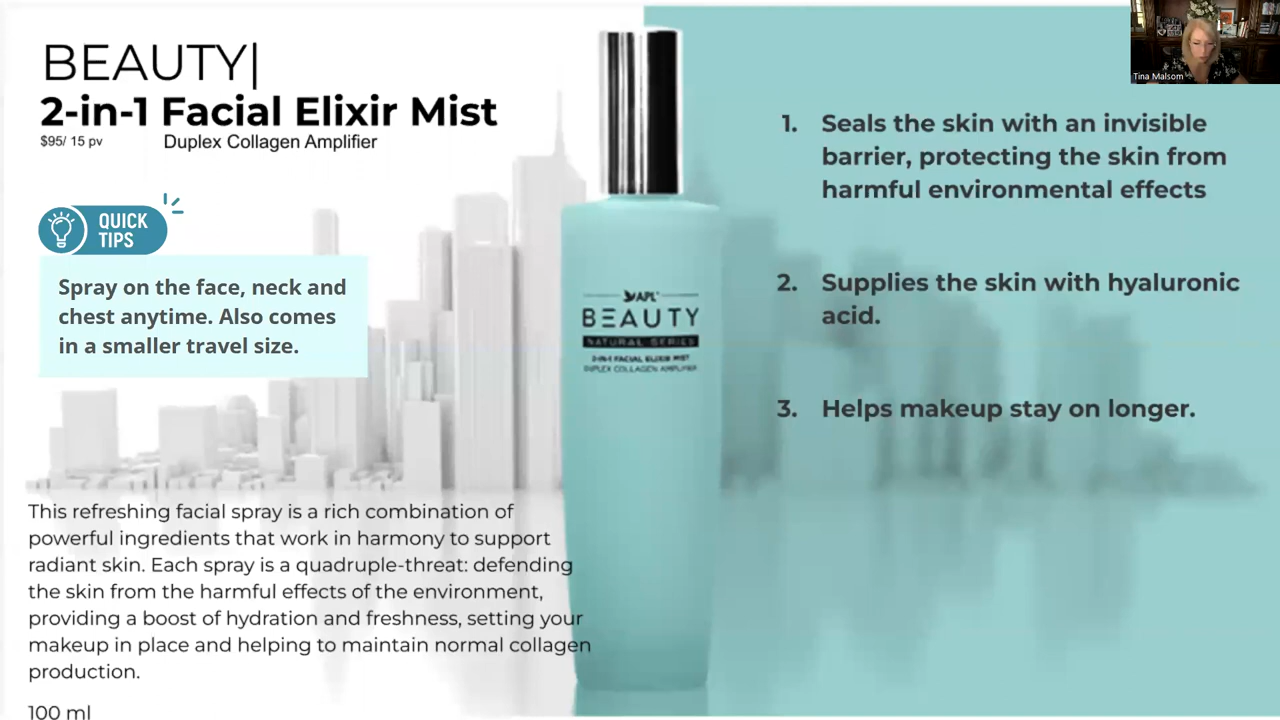 BEAUTY|
2-in-1 Facial Elixir Mist
$95/ 15 pv
Duplex Collagen Amplifier
QUICK
TIPS
Spray on the face, neck and
chest anytime. Also comes
in a smaller travel size.
This refreshing facial spray is a rich combination of
powerful ingredients that work in harmony to support
radiant skin. Each spray is a quadruple-threat: defending
the skin from the harmful effects of the environment,
providing a boost of hydration and freshness, setting your
makeup in place and helping to maintain normal collagen
production.
100 ml
APL
BEAUTY
NATURAL SERIES
2-IN-1 FACIAL ELIXIR MIST
DUPLEX COLLAGEN AMPLIFIER
1. Seals the skin with an invisible
barrier, protecting the skin from
harmful environmental effects
2. Supplies the skin with hyaluronic
acid.
3. Helps makeup stay on longer.
Tina Malsom